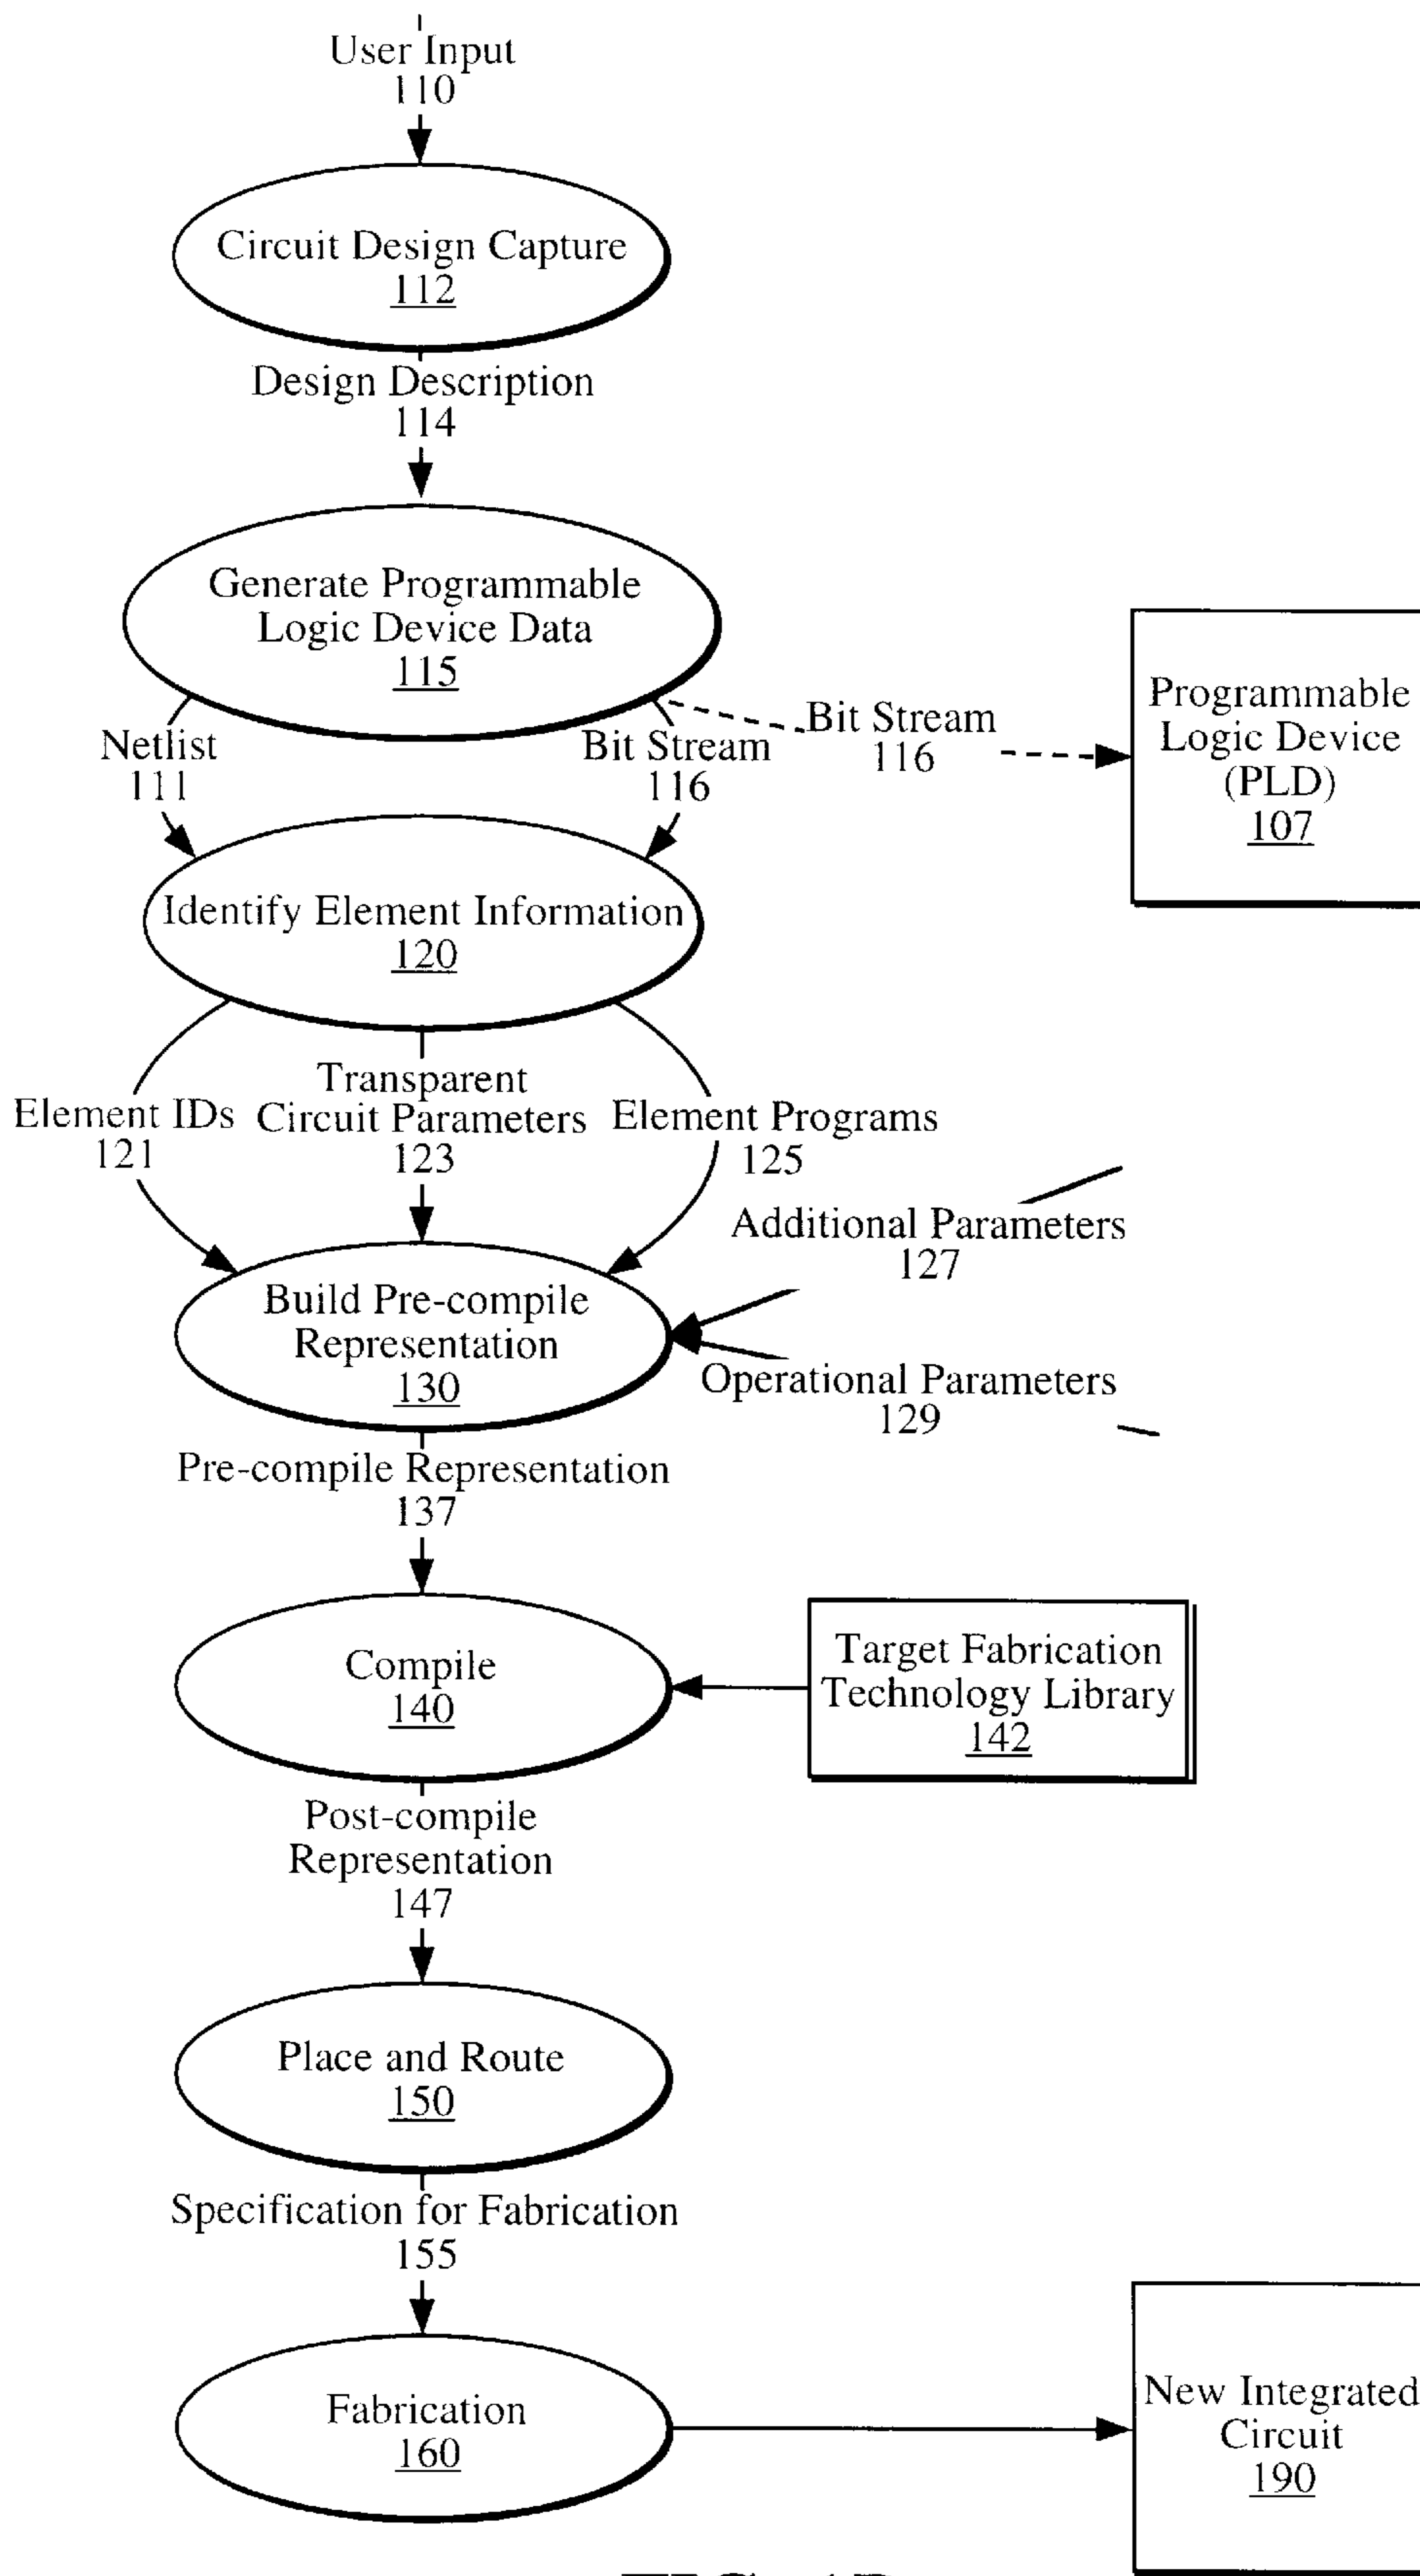 User Input
110
Circuit Design Capture
112
Design Description
114
Generate Programmable
Logic Device Data
115
Netlist
111
Bit Stream
116
Bit Stream
116
Programmable
Logic Device
(PLD)
107
Identify Element Information
120
Element IDs
121
Transparent
Circuit Parameters
123
Element Programs
125
Additional Parameters
127
Build Pre-compile
Representation
130
Operational Parameters
129
Pre-compile Representation
137
Compile
140
Target Fabrication
Technology Library
142
Post-compile
Representation
147
Place and Route
150
Specification for Fabrication
155
Fabrication
160
New Integrated
Circuit
190